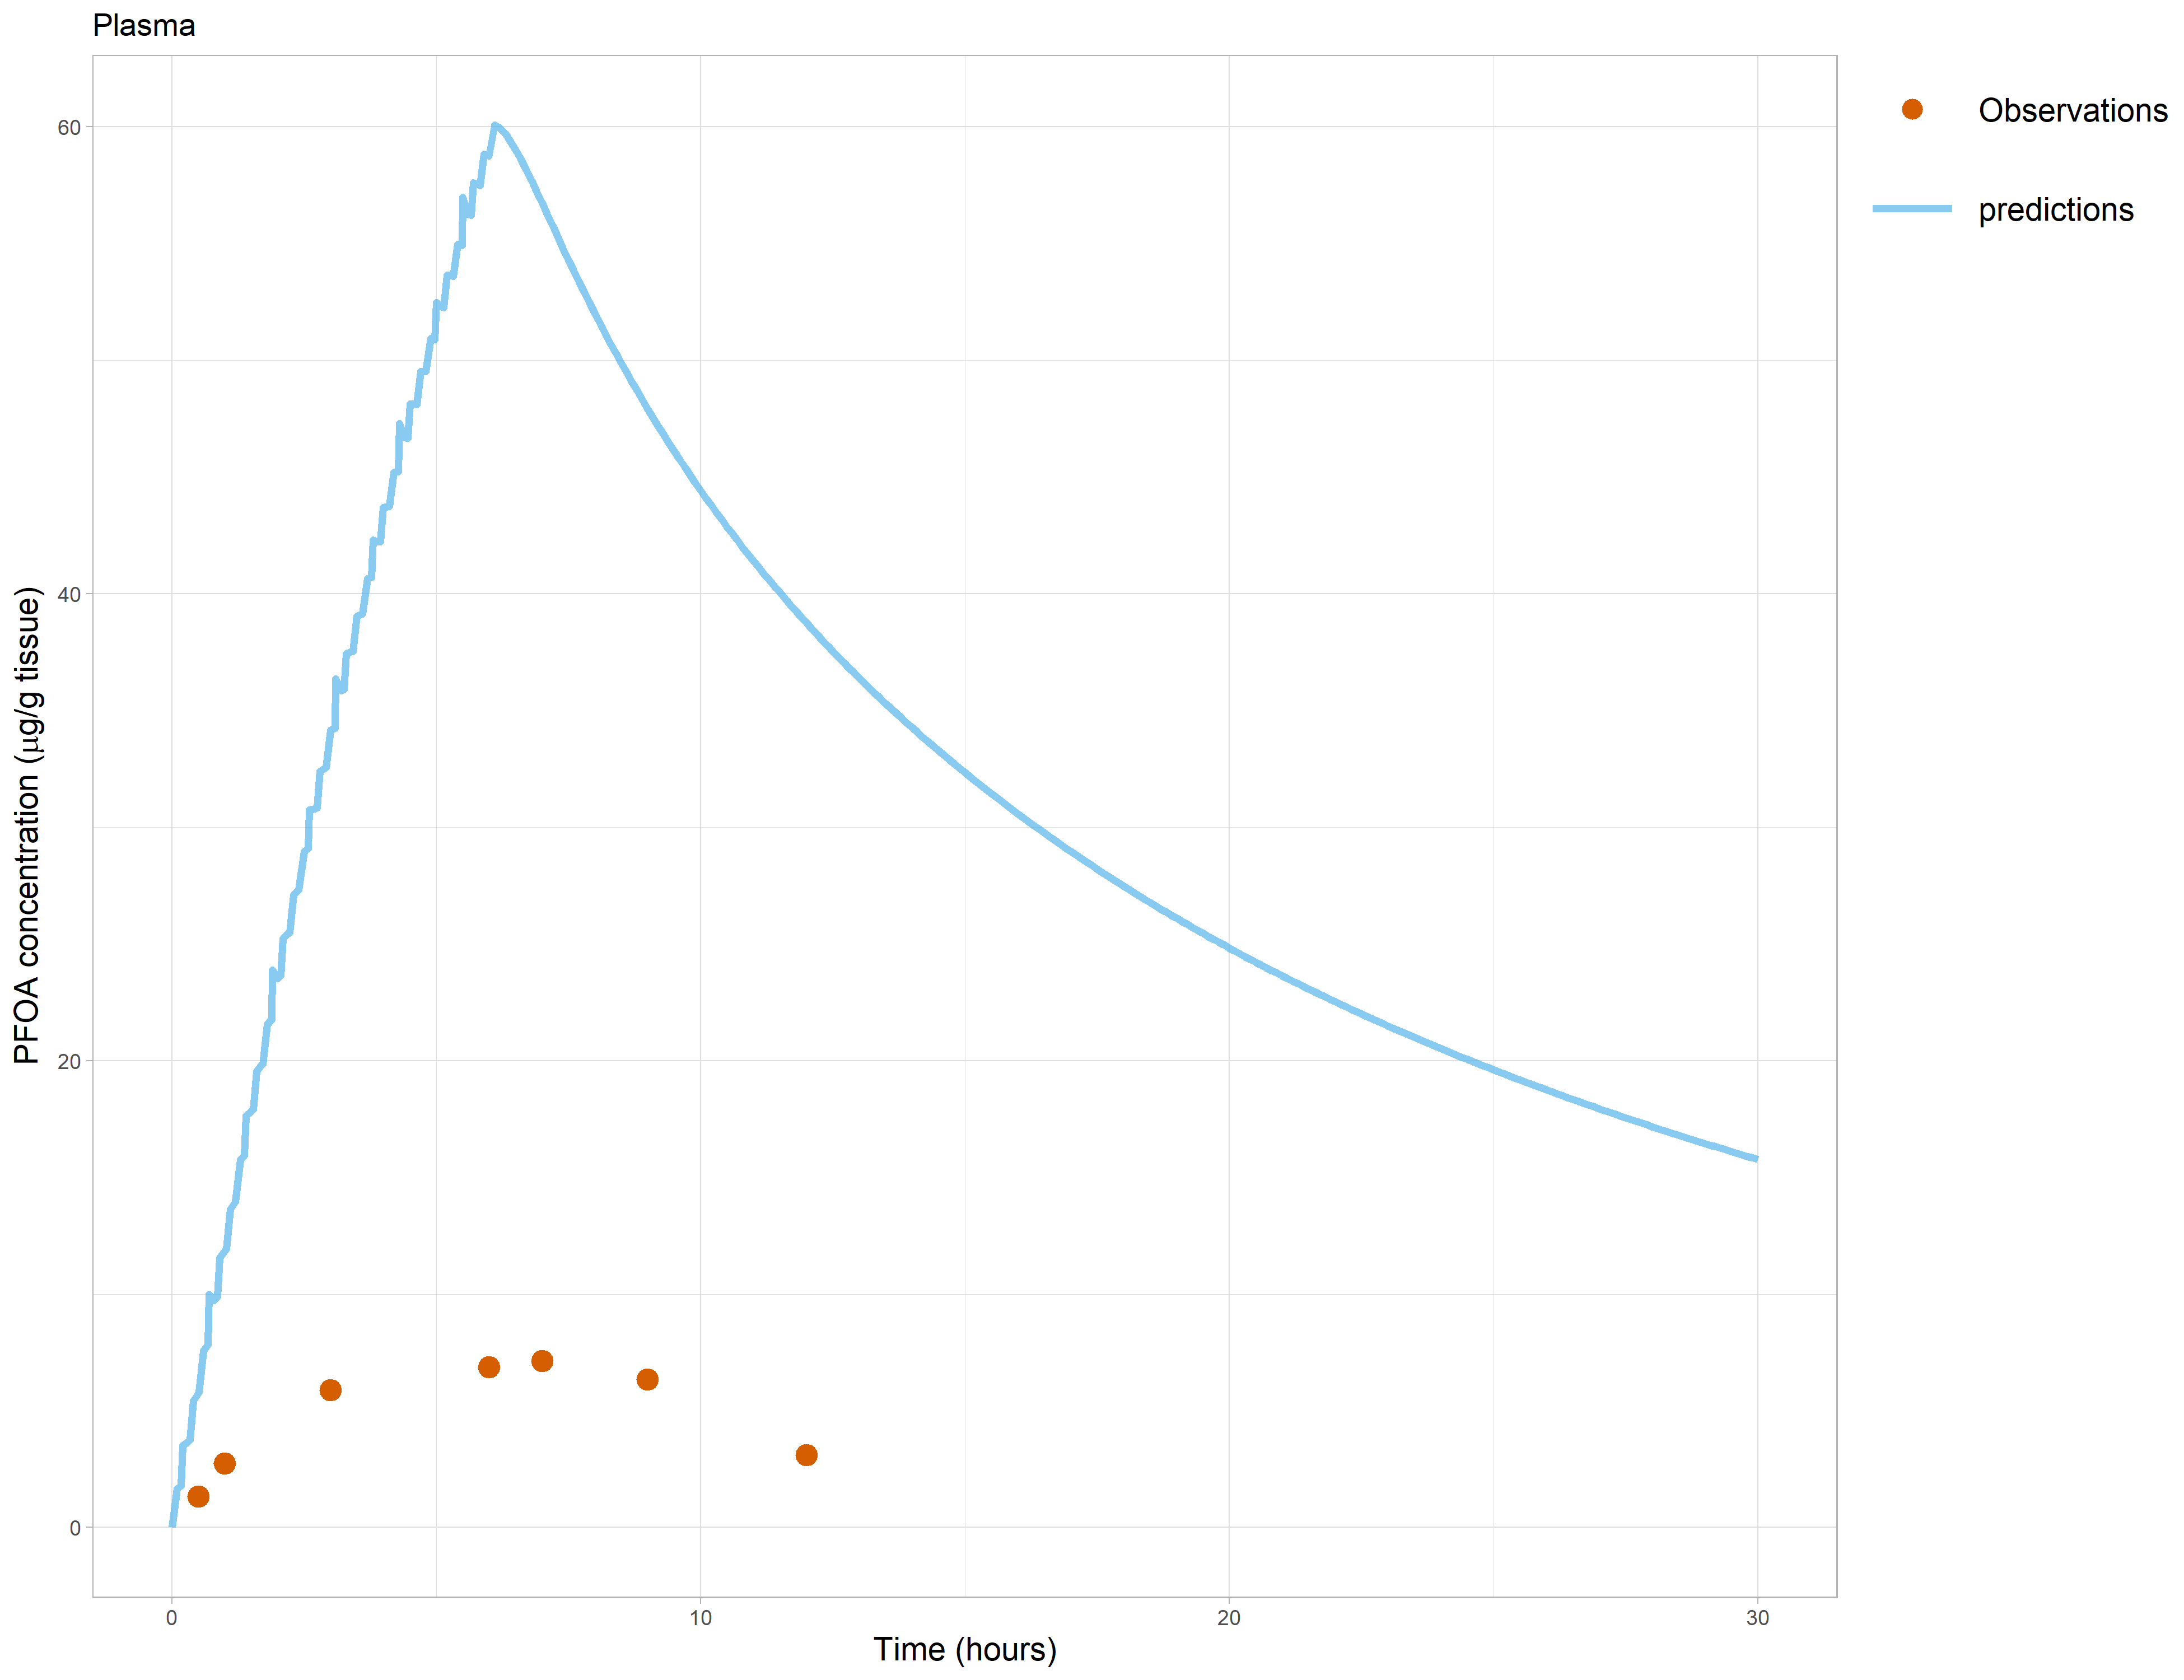 Plasma
Observations
predictions
PFOA concentration (μg/g tissue)
60
40
20
0
0
10
20
30
Time (hours)